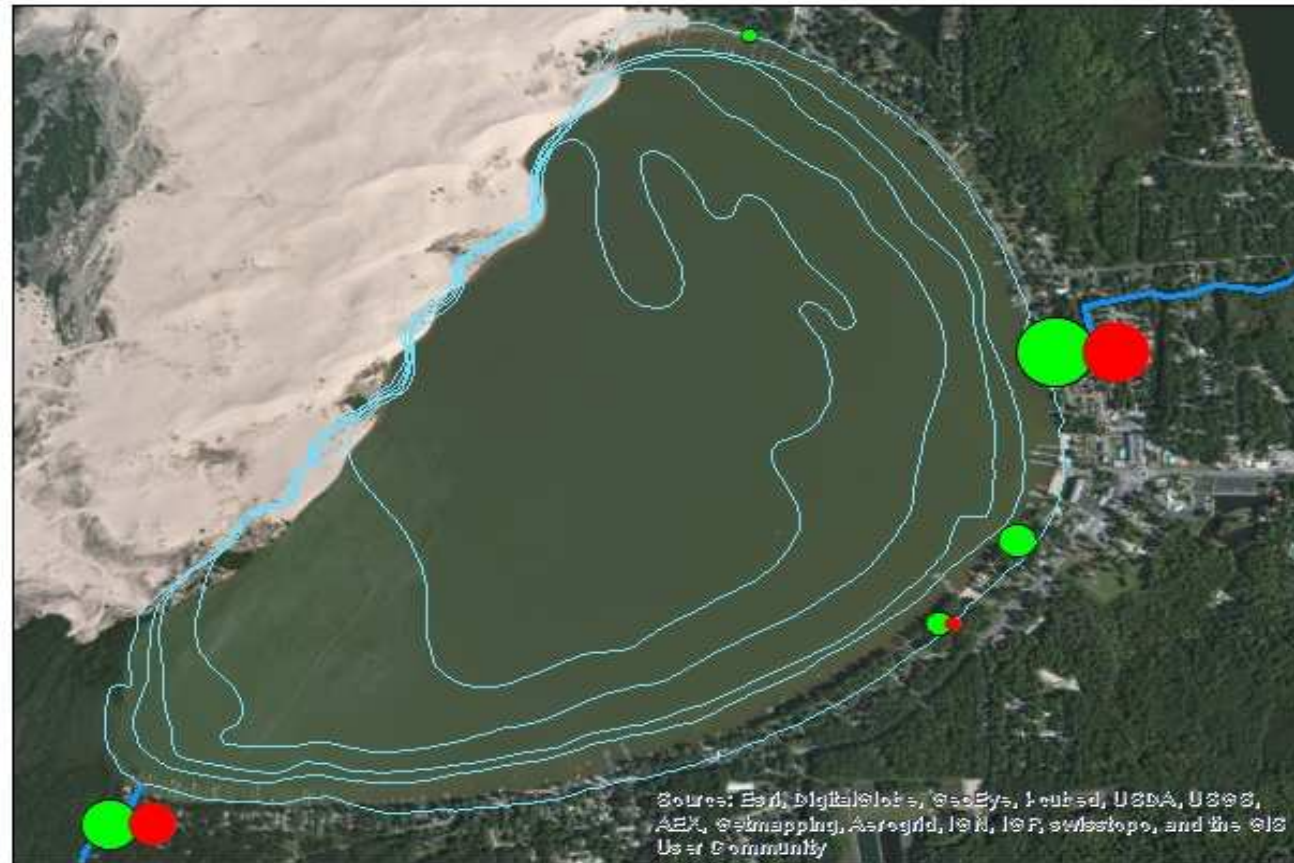 Source: Esri, DigitalGlobe, GeoEye, i-cubed, USDA, USGS,
AEX, Getmapping, Aerogrid, IGN, IGP, swisstopo, and the GIS
User Community